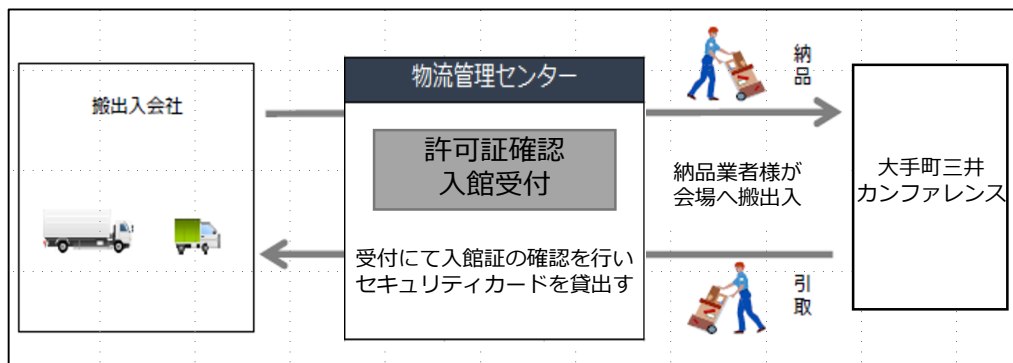 搬出入会社
物流管理センター
許可証確認
入館受付
受付にて入館証の確認を行い
セキュリティカードを貸出す
納品
納品業者様が
会場へ搬出入
引取
大手町三井
カンファレンス